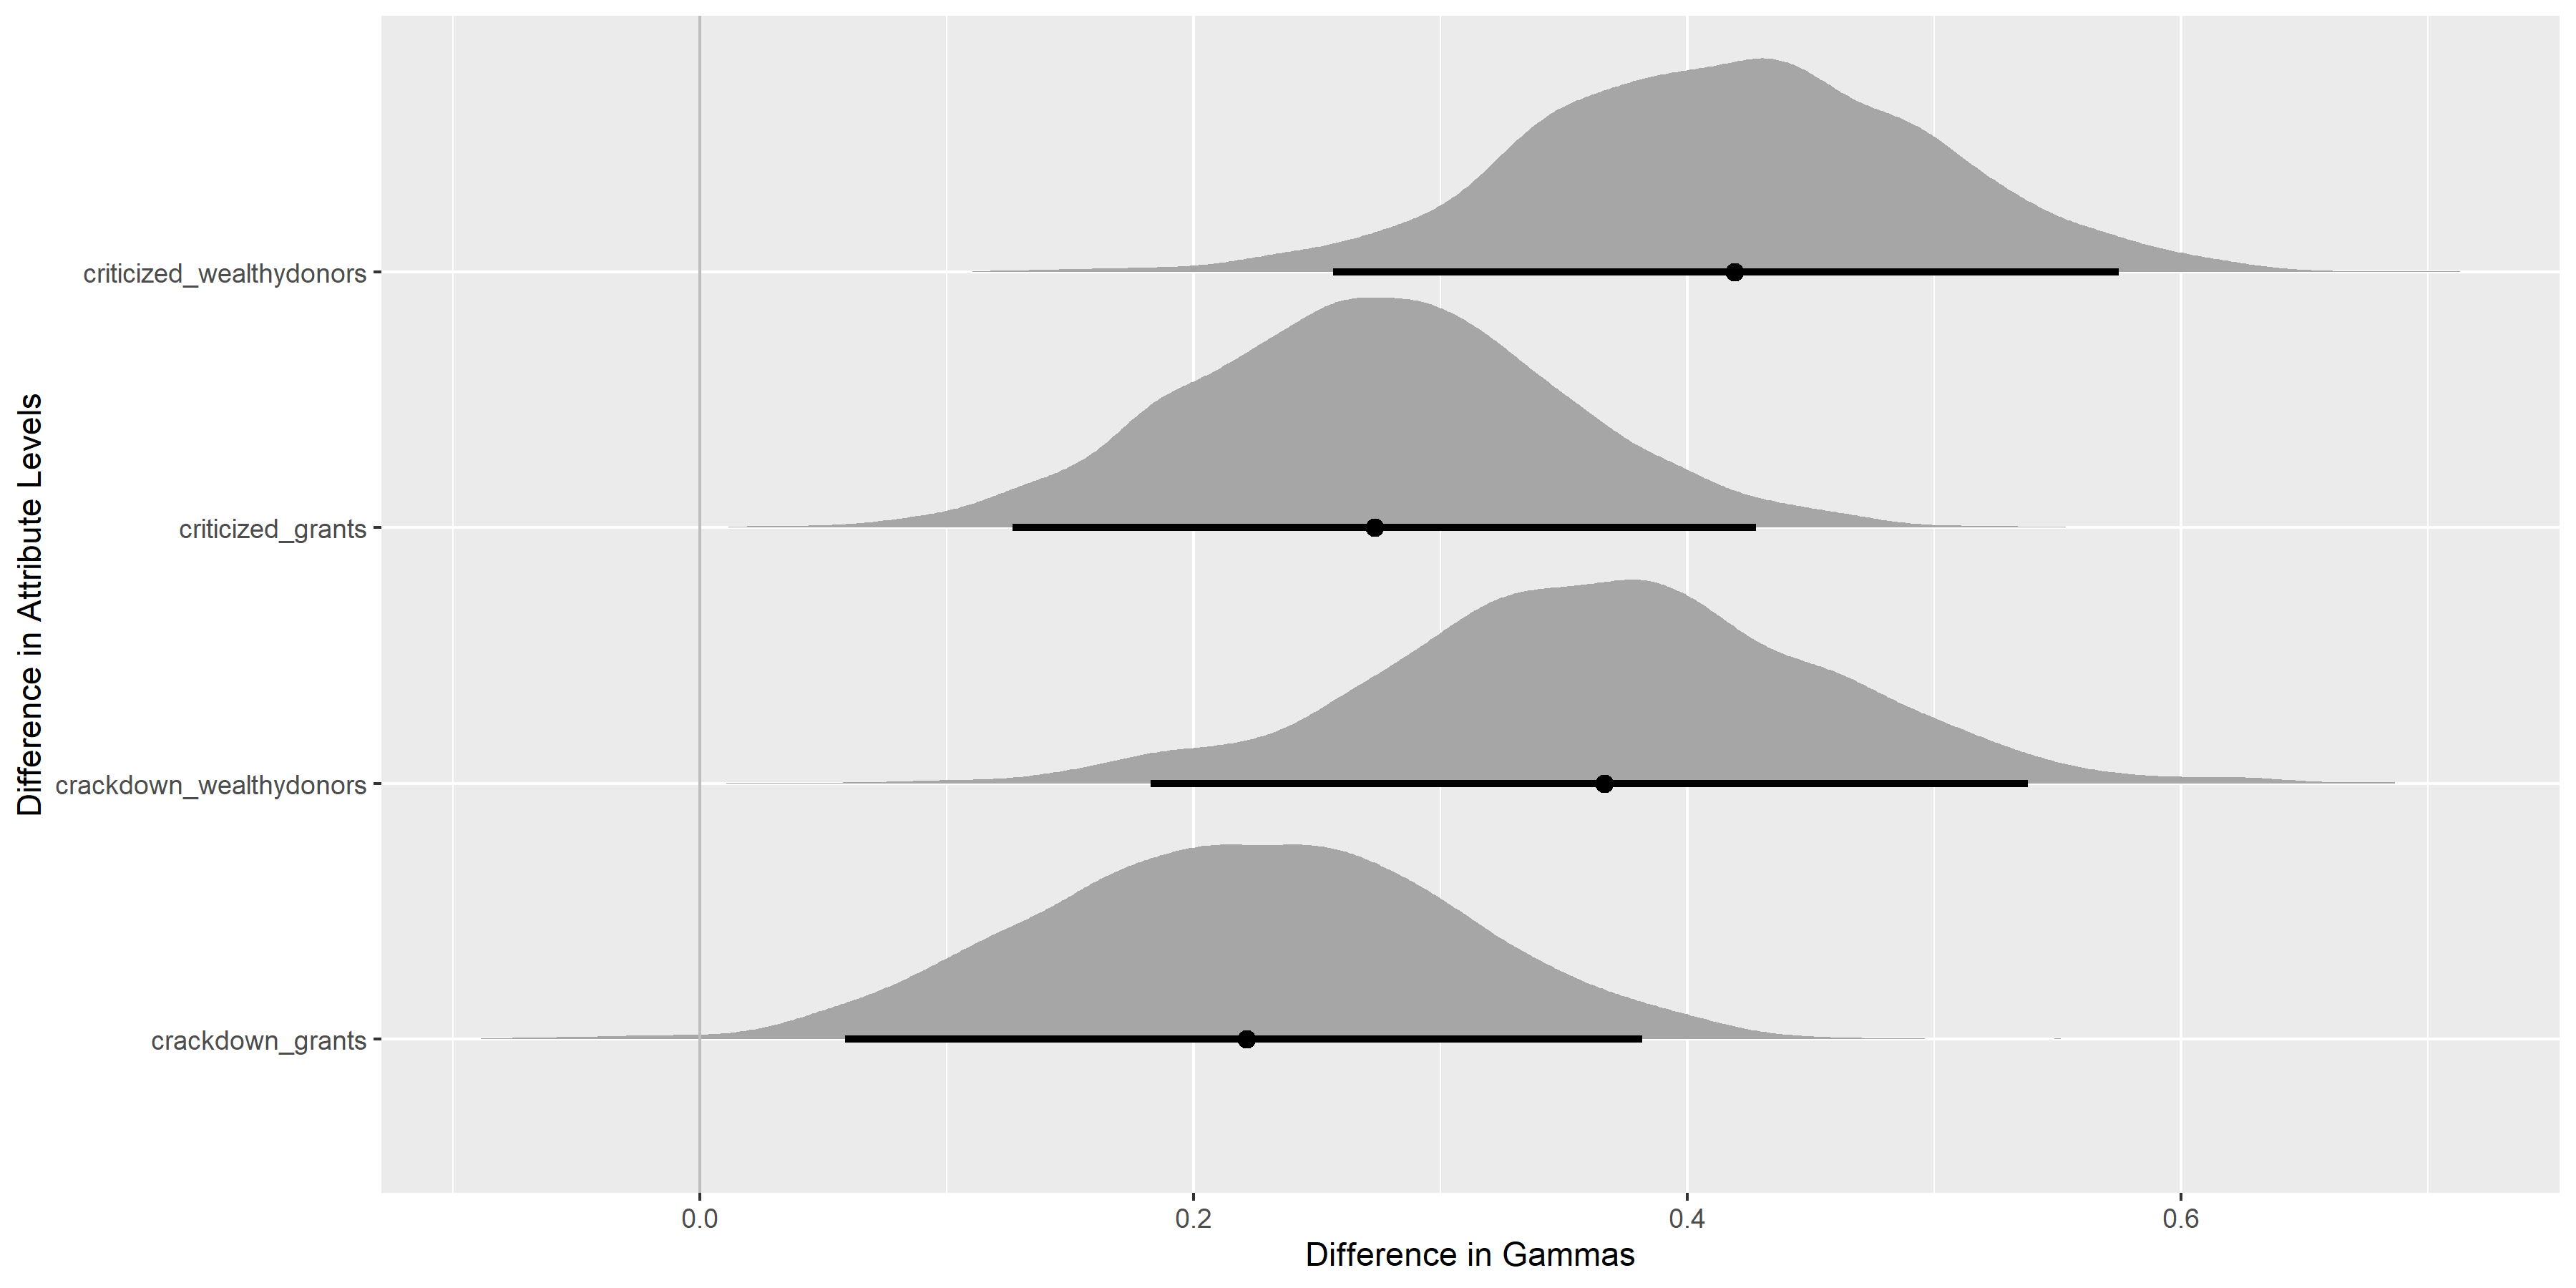 Difference in Attribute Levels
criticized_wealthydonors
criticized_grants
crackdown_wealthydonors
crackdown_grants
0.0 0.2 0.4 0.6
Difference in Gammas